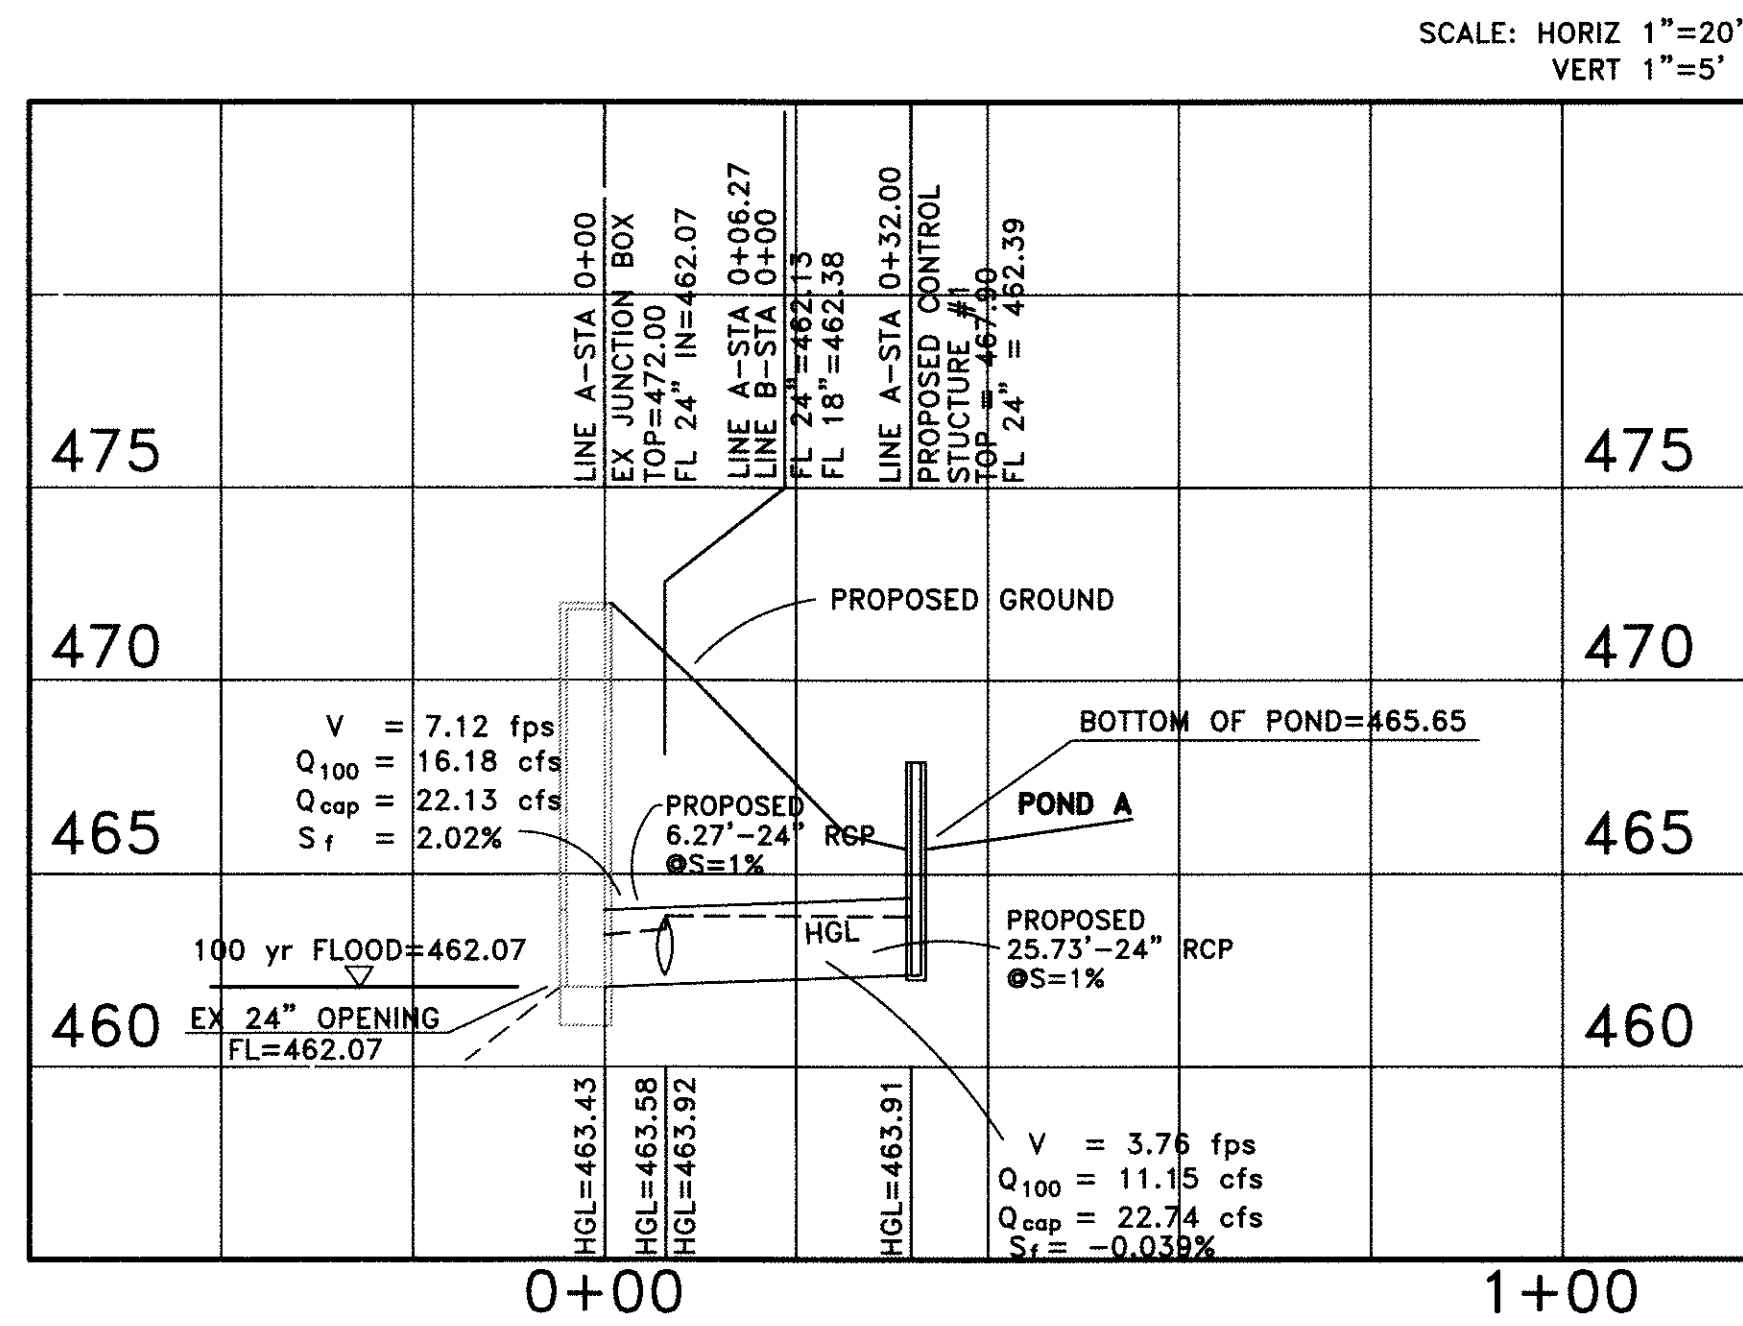 SCALE: HORIZ 1"=20'
VERT 1"=5'
LINE A-STA 0+00
EX JUNCTION BOX
TOP=472.00
FL 24" IN=462.07
LINE A-STA 0+06.27
LINE B-STA 0+00
FL 24"=462.13
FL 18"=462.38
LINE A-STA 0+32.00
PROPOSED CONTROL
STUCTURE #1
TOP = 467.90
FL 24" = 462.39
475
475
470
470
465
465
460
460
PROPOSED GROUND
BOTTOM OF POND=465.65
POND A
V = 7.12 fps
Q100 = 16.18 cfs
Qcap = 22.13 cfs
Sf = 2.02%
PROPOSED
6.27'-24" RCP
@S=1%
100 yr FLOOD=462.07
EX 24" OPENING
FL=462.07
HGL
PROPOSED
25.73'-24" RCP
@S=1%
HGL=463.43
HGL=463.58
HGL=463.92
HGL=463.91
V = 3.76 fps
Q100 = 11.15 cfs
Qcap = 22.74 cfs
Sf = -0.039%
0+00
1+00